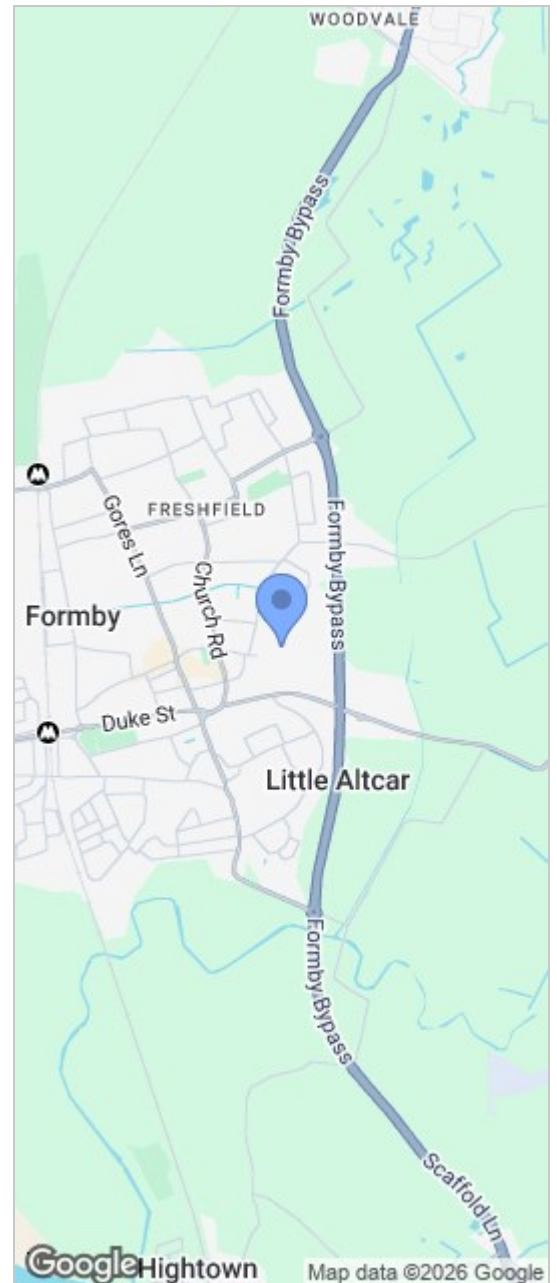 WOODVALE
Formby Bypass
Gores Ln
FRESHFIELD
Church Rd
Formby Bypass
Formby
Duke St
Little Altcar
Formby Bypass
Scaffold Ln
Google
Hightown
Map data ©2026 Google